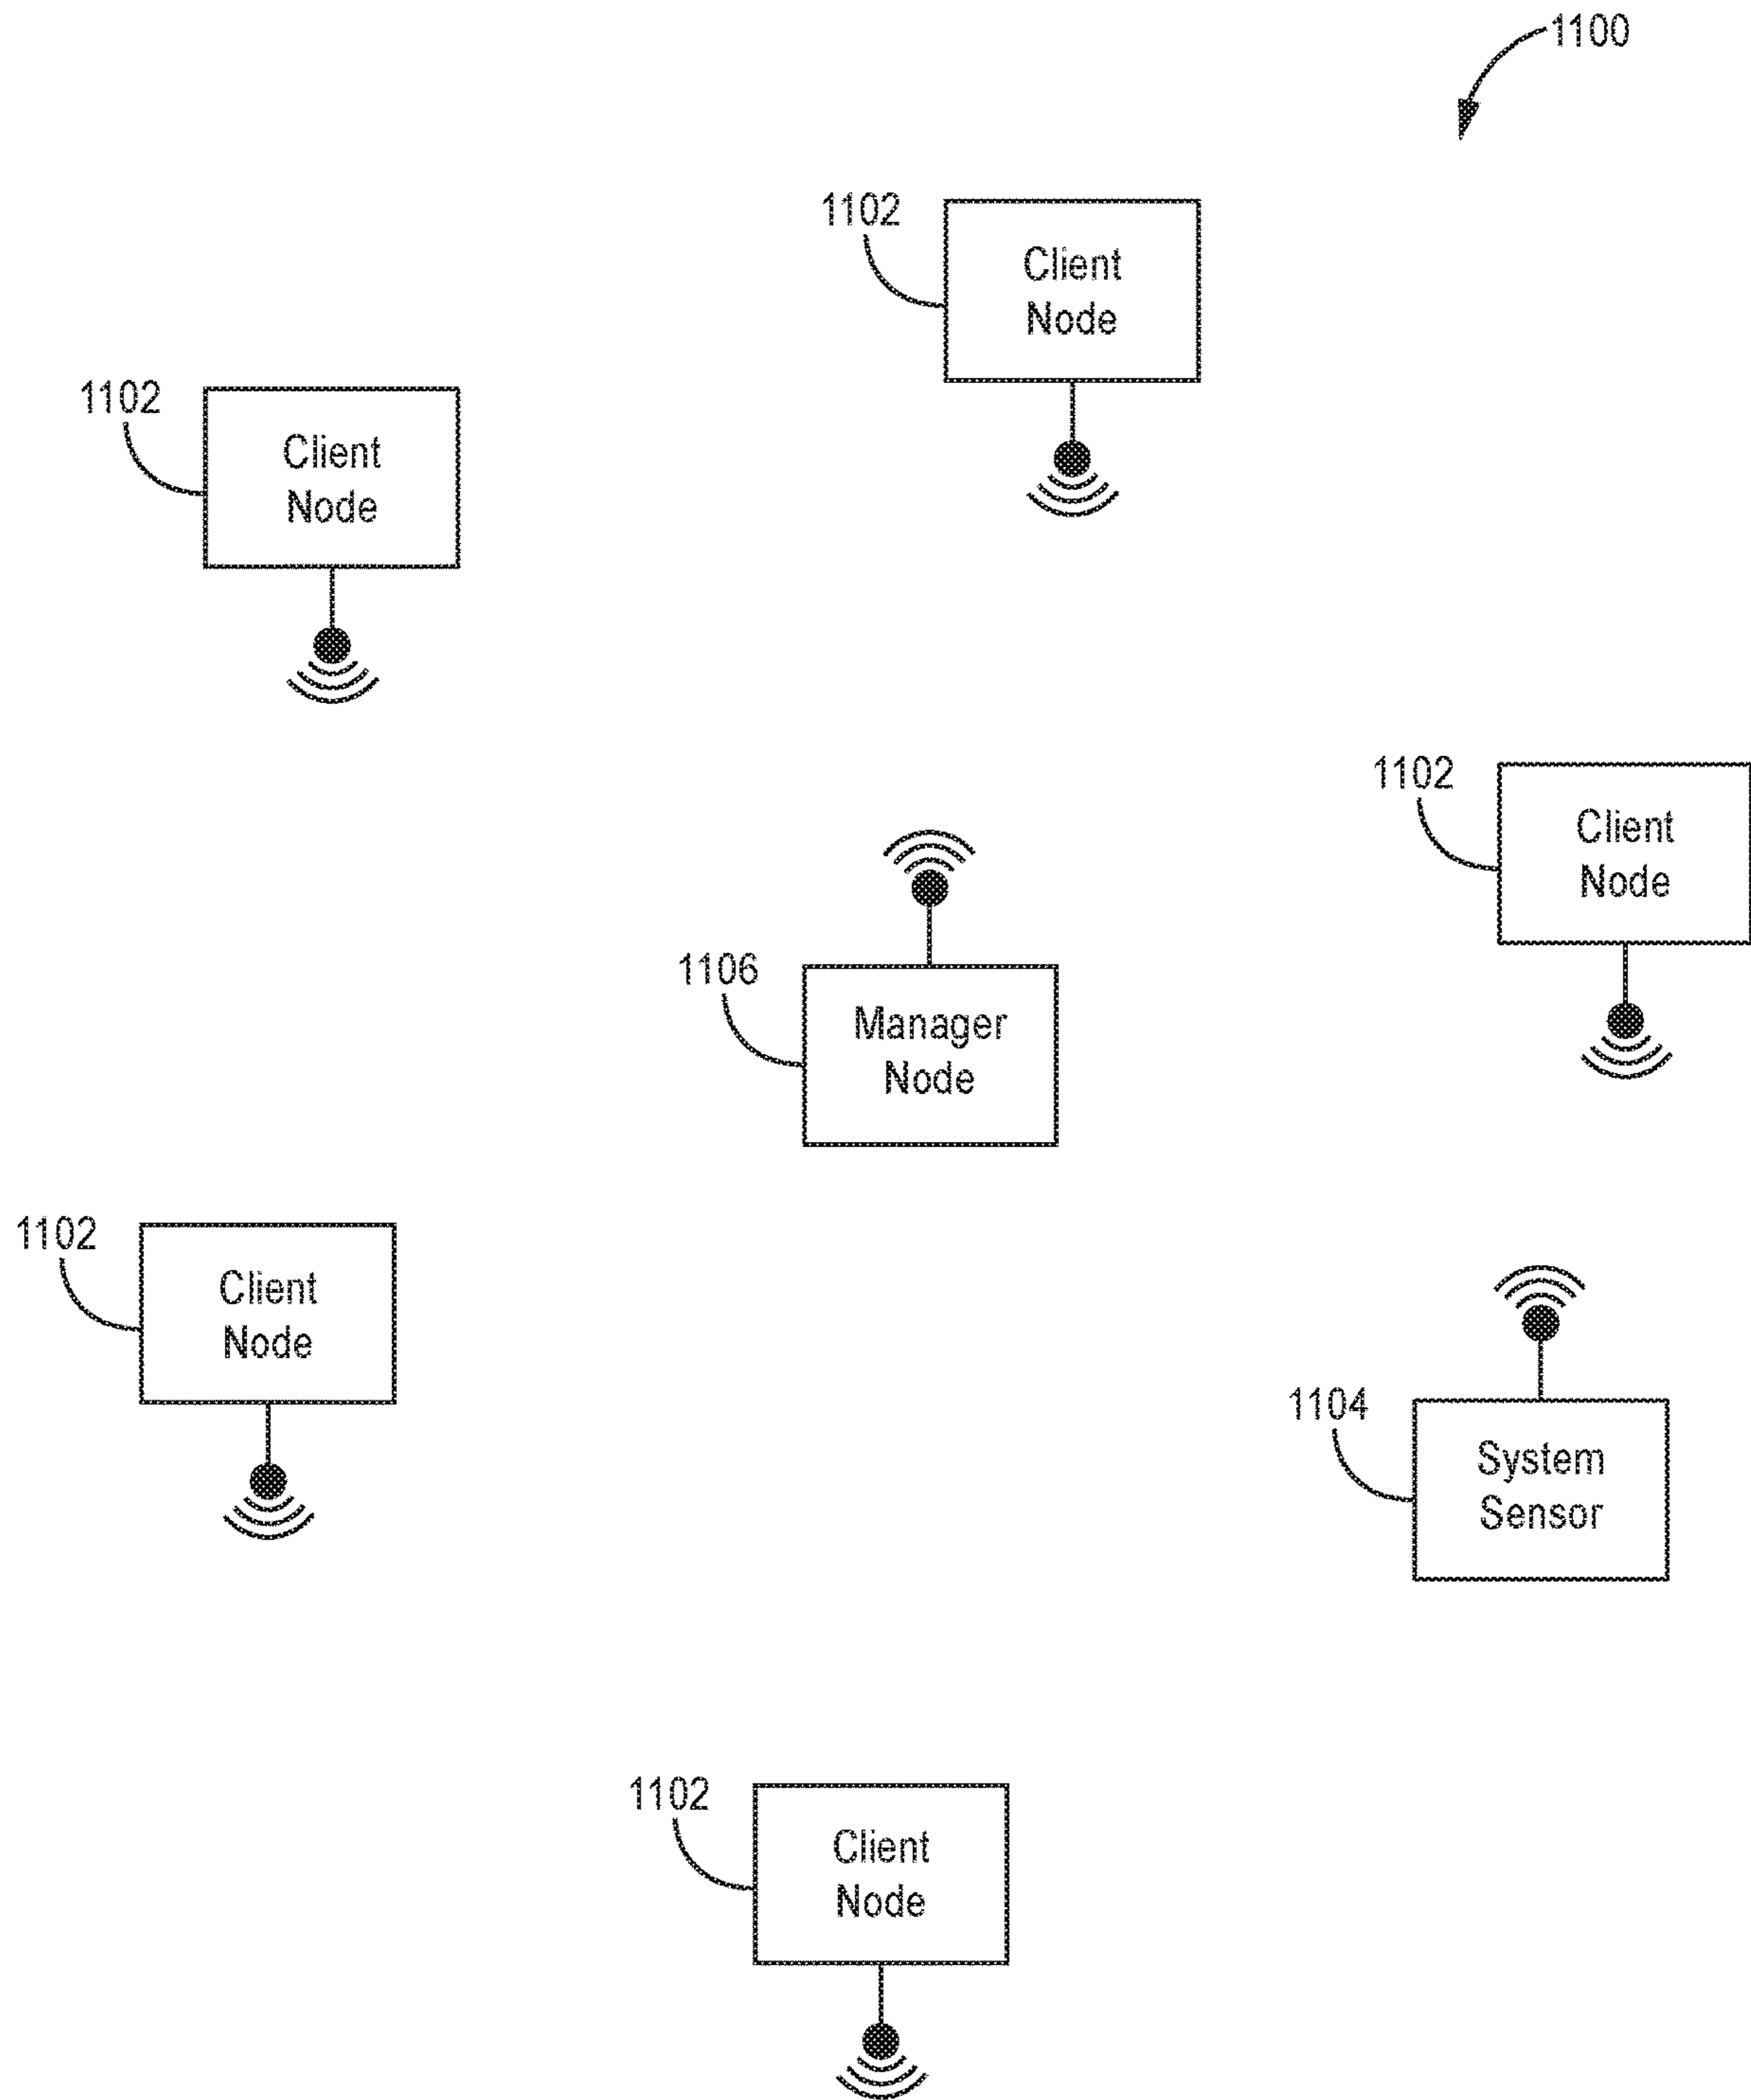 1100
1102
Client
Node
1102
Client
Node
1102
Client
Node
1106
Manager
Node
1102
Client
Node
1104
System
Sensor
1102
Client
Node